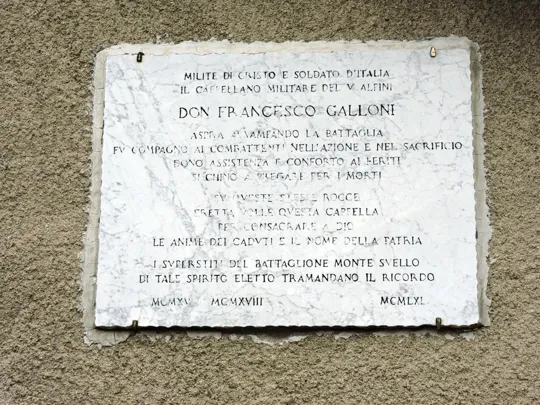 MILITE DI CRISTO E SOLDATO D'ITALIA
IL CAPPELLANO MILITARE DEL V ALPINI
DON FRANCESCO GALLONI
ASPRA AVVAMPANDO LA BATTAGLIA
FV COMPAGNO AI COMBATTENTI NELL'AZIONE E NEL SACRIFICIO
DONÒ ASSISTENZA E CONFORTO AI FERITI
SI CHINÒ A PREGARE PER I MORTI
SV QVESTE STESSE ROCCE
ERETTA VOLLE QVESTA CAPPELLA
PER CONSACRARE A DIO
LE ANIME DEI CADVTI E IL NOME DELLA PATRIA
I SVPERSTITI DEL BATTAGLIONE MONTE SVELLO
DI TALE SPIRITO ELETTO TRAMANDANO IL RICORDO
MCMXV MCMXVIII MCMLXI